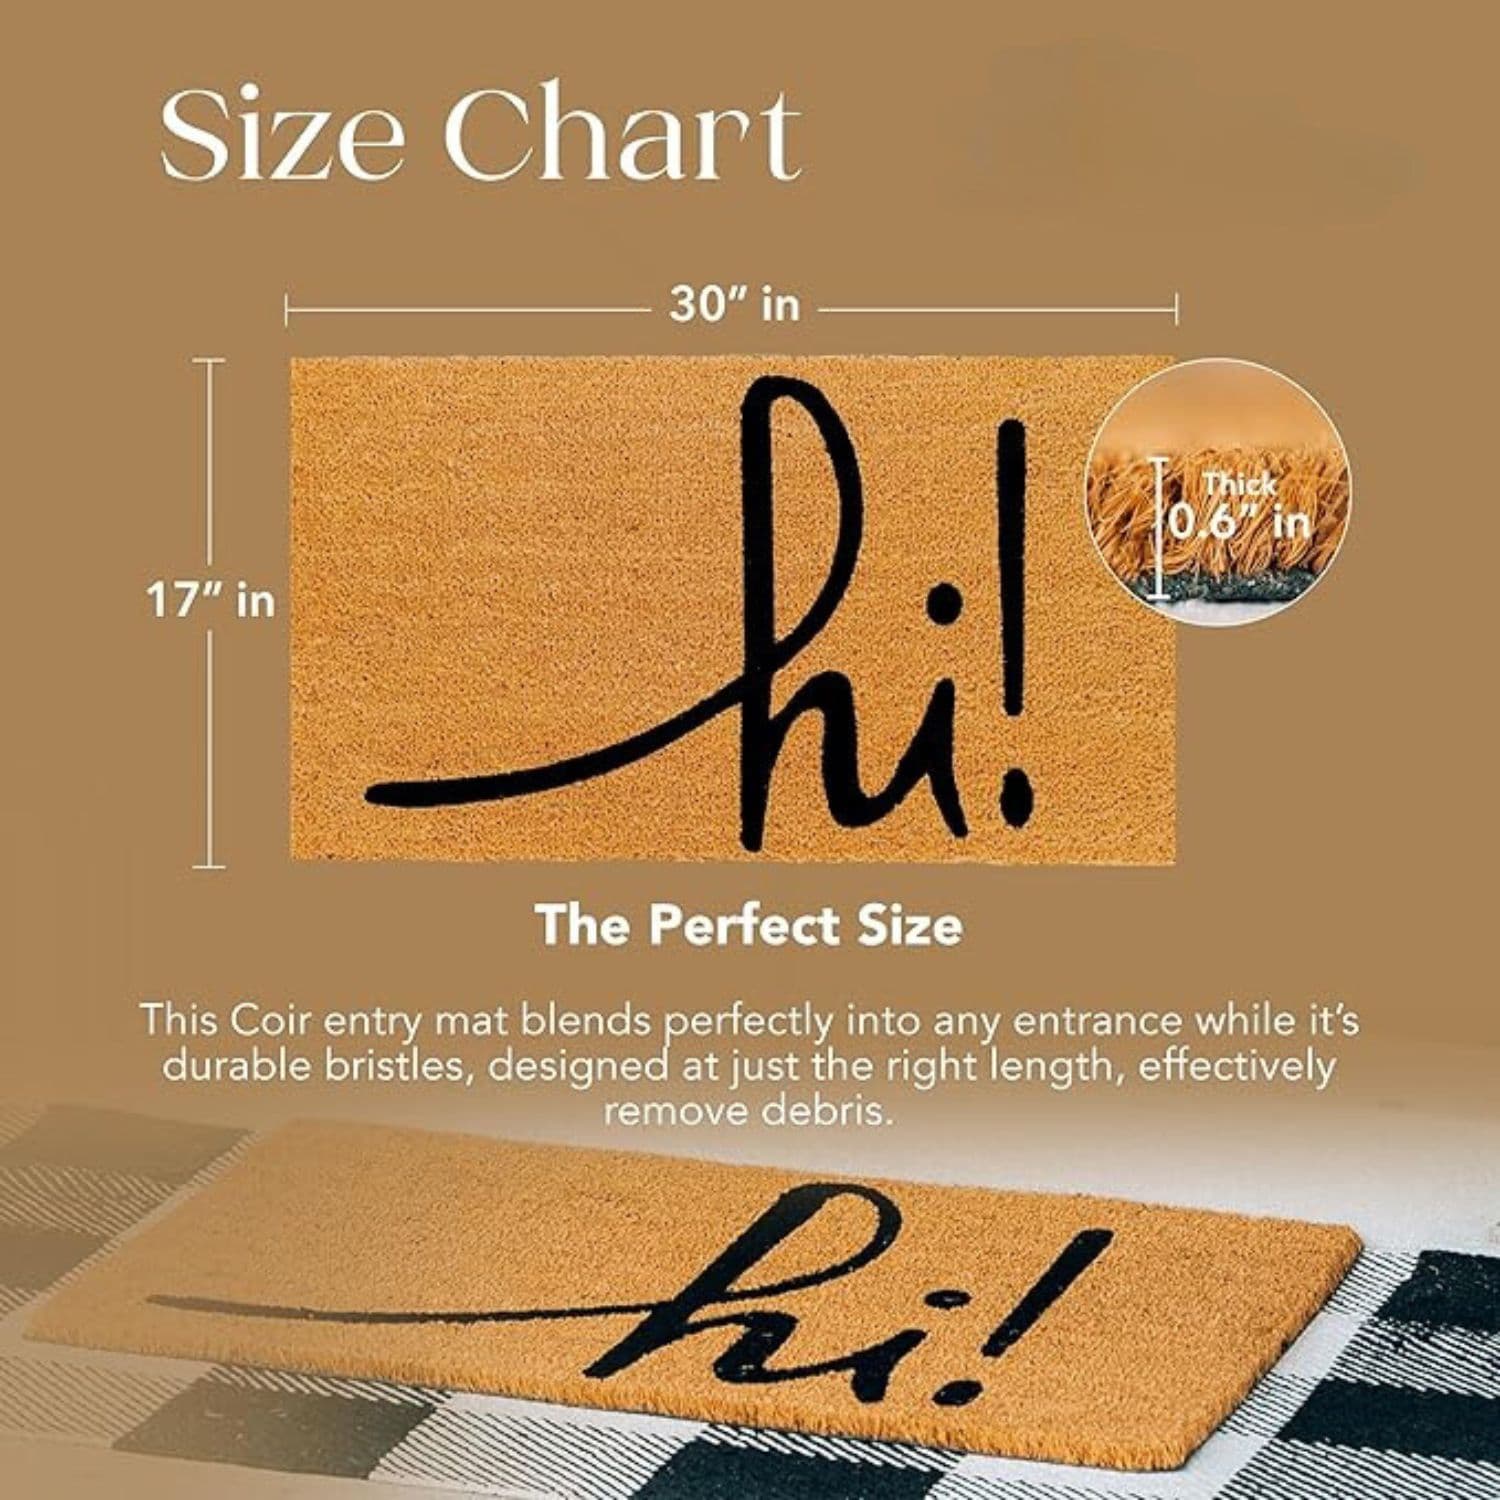 Size Chart
30” in
17” in
hi!
Thick
0.6” in
The Perfect Size
This Coir entry mat blends perfectly into any entrance while it’s
durable bristles, designed at just the right length, effectively
remove debris.
hi!